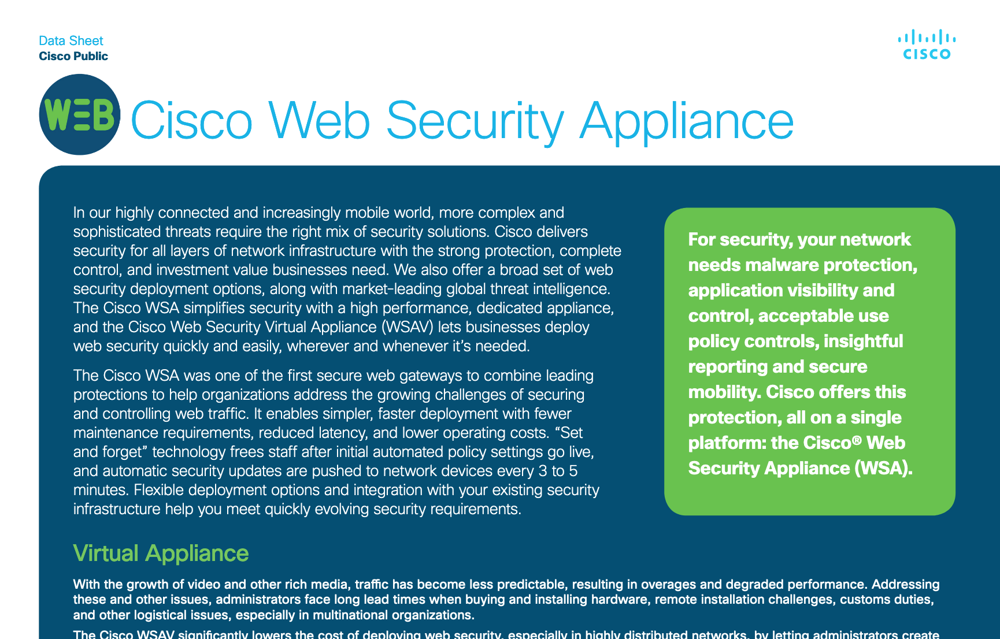 Data Sheet
Cisco Public
CISCO
WEB
Cisco Web Security Appliance
In our highly connected and increasingly mobile world, more complex and
sophisticated threats require the right mix of security solutions. Cisco delivers
security for all layers of network infrastructure with the strong protection, complete
control, and investment value businesses need. We also offer a broad set of web
security deployment options, along with market-leading global threat intelligence.
The Cisco WSA simplifies security with a high performance, dedicated appliance,
and the Cisco Web Security Virtual Appliance (WSAV) lets businesses deploy
web security quickly and easily, wherever and whenever it’s needed.
The Cisco WSA was one of the first secure web gateways to combine leading
protections to help organizations address the growing challenges of securing
and controlling web traffic. It enables simpler, faster deployment with fewer
maintenance requirements, reduced latency, and lower operating costs. “Set
and forget” technology frees staff after initial automated policy settings go live,
and automatic security updates are pushed to network devices every 3 to 5
minutes. Flexible deployment options and integration with your existing security
infrastructure help you meet quickly evolving security requirements.
For security, your network
needs malware protection,
application visibility and
control, acceptable use
policy controls, insightful
reporting and secure
mobility. Cisco offers this
protection, all on a single
platform: the Cisco® Web
Security Appliance (WSA).
Virtual Appliance
With the growth of video and other rich media, traffic has become less predictable, resulting in overages and degraded performance. Addressing
these and other issues, administrators face long lead times when buying and installing hardware, remote installation challenges, customs duties,
and other logistical issues, especially in multinational organizations.
The Cisco WSAV significantly lowers the cost of deploying web security, especially in highly distributed networks, by letting administrators create